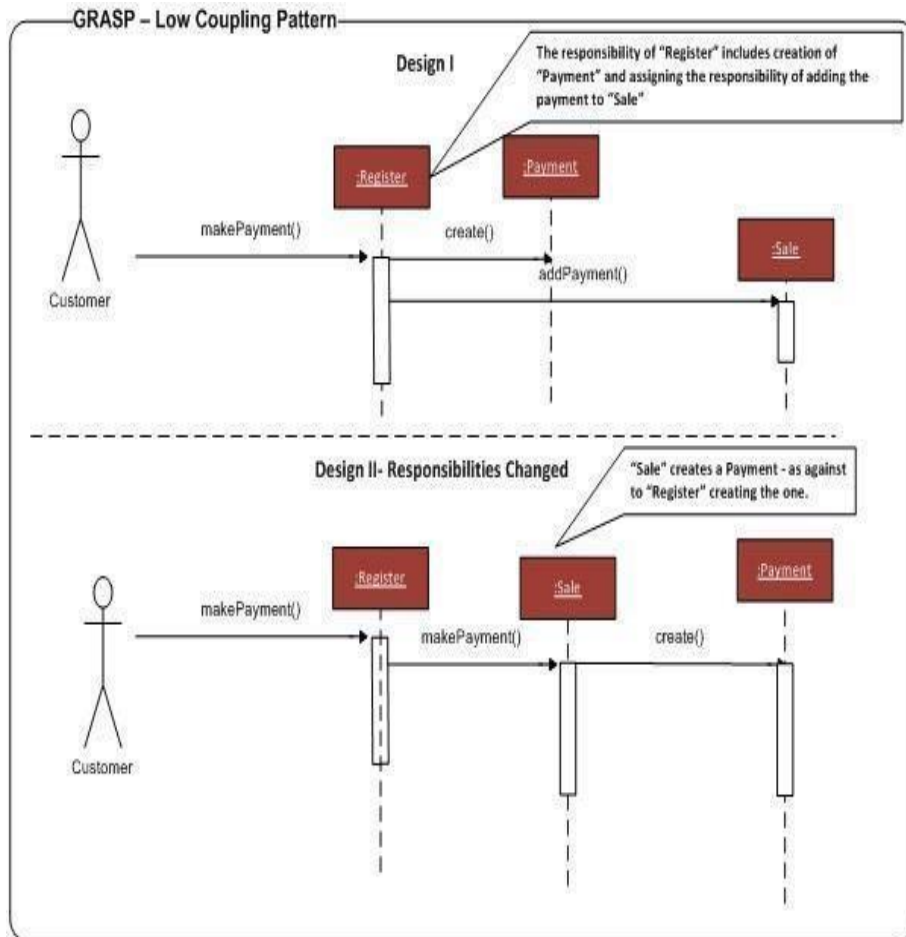 GRASP – Low Coupling Pattern
Design I
The responsibility of “Register” includes creation of
“Payment” and assigning the responsibility of adding the
payment to “Sale”
:Register
:Payment
makePayment()
create()
:Sale
addPayment()
Customer
Design II- Responsibilities Changed
“Sale” creates a Payment - as against
to “Register” creating the one.
:Register
:Sale
:Payment
makePayment()
makePayment()
create()
Customer